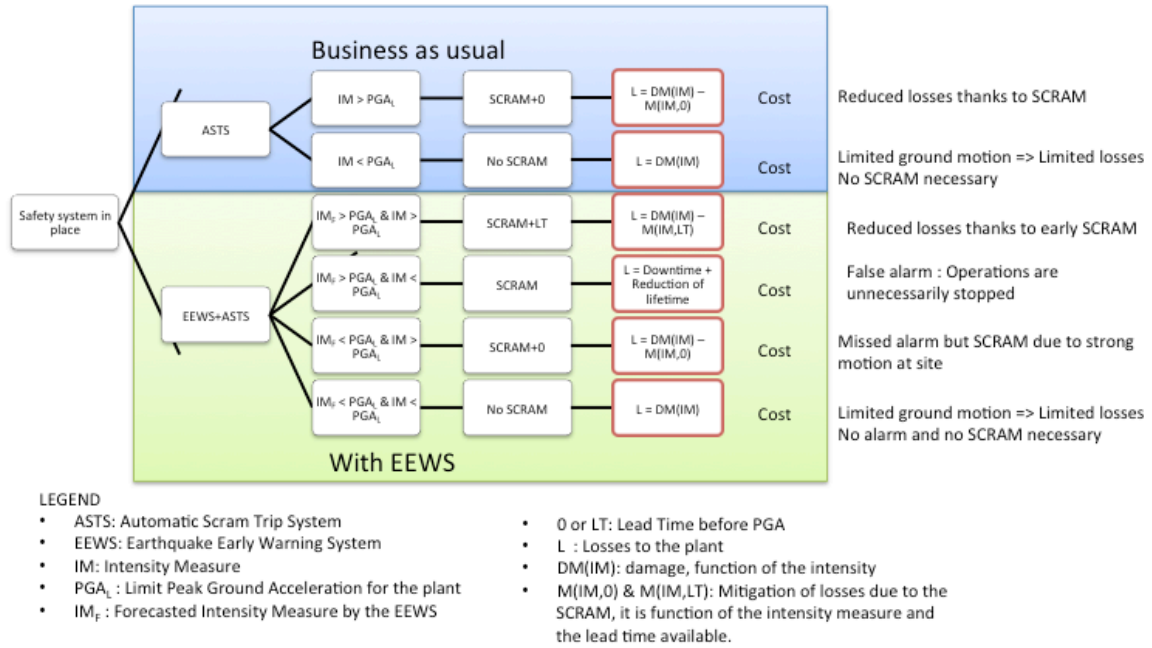 Business as usual
Safety system in
place
ASTS
IM > PGAL
SCRAM+0
L = DM(IM) –
M(IM,0)
Cost
Reduced losses thanks to SCRAM
IM < PGAL
No SCRAM
L = DM(IM)
Cost
Limited ground motion => Limited losses
No SCRAM necessary
EEWS+ASTS
IMF > PGAL & IM >
PGAL
SCRAM+LT
L = DM(IM) –
M(IM,LT)
Cost
Reduced losses thanks to early SCRAM
IMF > PGAL & IM <
PGAL
SCRAM
L = Downtime +
Reduction of
lifetime
Cost
False alarm : Operations are
unnecessarily stopped
IMF < PGAL & IM >
PGAL
SCRAM+0
L = DM(IM) –
M(IM,0)
Cost
Missed alarm but SCRAM due to strong
motion at site
IMF < PGAL & IM <
PGAL
No SCRAM
L = DM(IM)
Cost
Limited ground motion => Limited losses
No alarm and no SCRAM necessary
With EEWS
LEGEND
• ASTS: Automatic Scram Trip System
• EEWS: Earthquake Early Warning System
• IM: Intensity Measure
• PGAL : Limit Peak Ground Acceleration for the plant
• IMF : Forecasted Intensity Measure by the EEWS
• 0 or LT: Lead Time before PGA
• L : Losses to the plant
• DM(IM): damage, function of the intensity
• M(IM,0) & M(IM,LT): Mitigation of losses due to the
SCRAM, it is function of the intensity measure and
the lead time available.